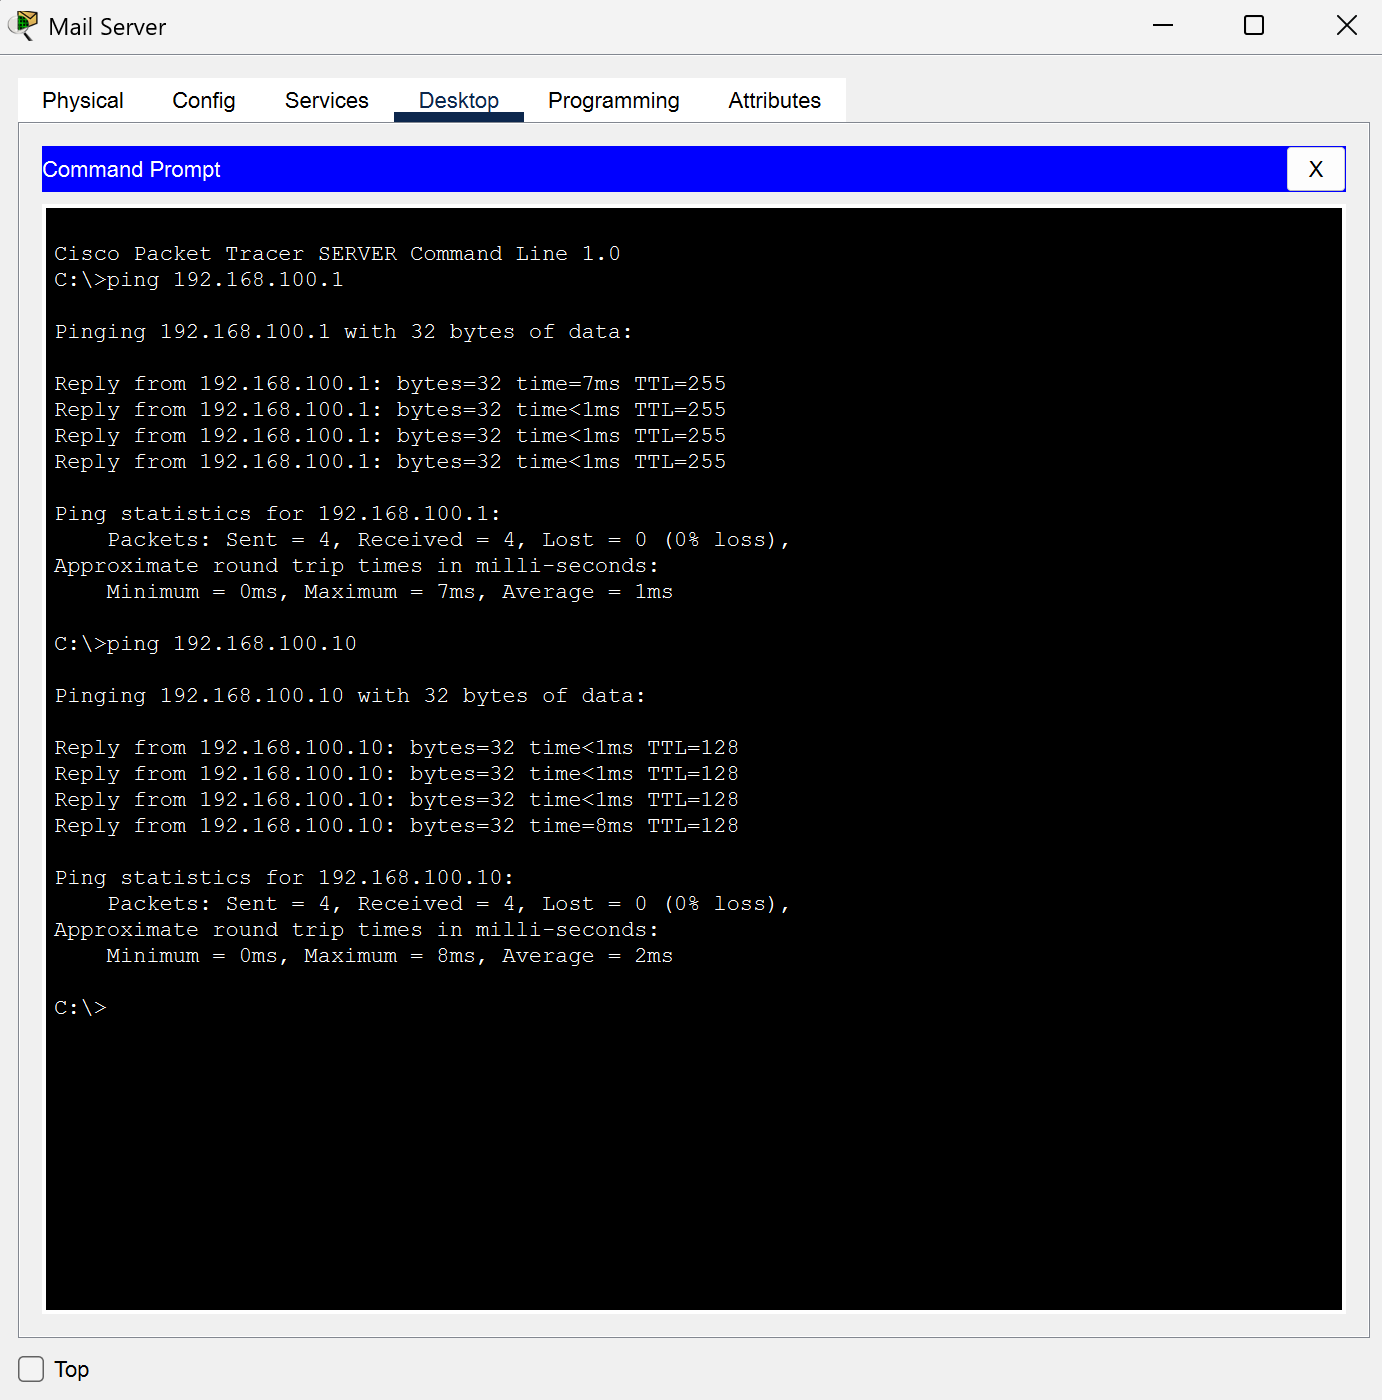 Mail Server
Physical Config Services Desktop Programming Attributes
Command Prompt X
Cisco Packet Tracer SERVER Command Line 1.0
C:\>ping 192.168.100.1
Pinging 192.168.100.1 with 32 bytes of data:
Reply from 192.168.100.1: bytes=32 time=7ms TTL=255
Reply from 192.168.100.1: bytes=32 time<1ms TTL=255
Reply from 192.168.100.1: bytes=32 time<1ms TTL=255
Reply from 192.168.100.1: bytes=32 time<1ms TTL=255
Ping statistics for 192.168.100.1:
Packets: Sent = 4, Received = 4, Lost = 0 (0% loss),
Approximate round trip times in milli-seconds:
Minimum = 0ms, Maximum = 7ms, Average = 1ms
C:\>ping 192.168.100.10
Pinging 192.168.100.10 with 32 bytes of data:
Reply from 192.168.100.10: bytes=32 time<1ms TTL=128
Reply from 192.168.100.10: bytes=32 time<1ms TTL=128
Reply from 192.168.100.10: bytes=32 time<1ms TTL=128
Reply from 192.168.100.10: bytes=32 time=8ms TTL=128
Ping statistics for 192.168.100.10:
Packets: Sent = 4, Received = 4, Lost = 0 (0% loss),
Approximate round trip times in milli-seconds:
Minimum = 0ms, Maximum = 8ms, Average = 2ms
C:\>
Top